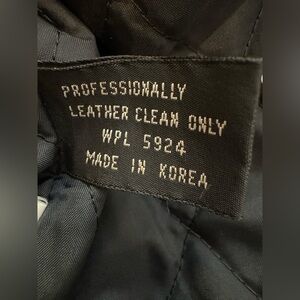 PROFESSIONALLY
LEATHER CLEAN ONLY
WPL 5924
MADE IN KOREA